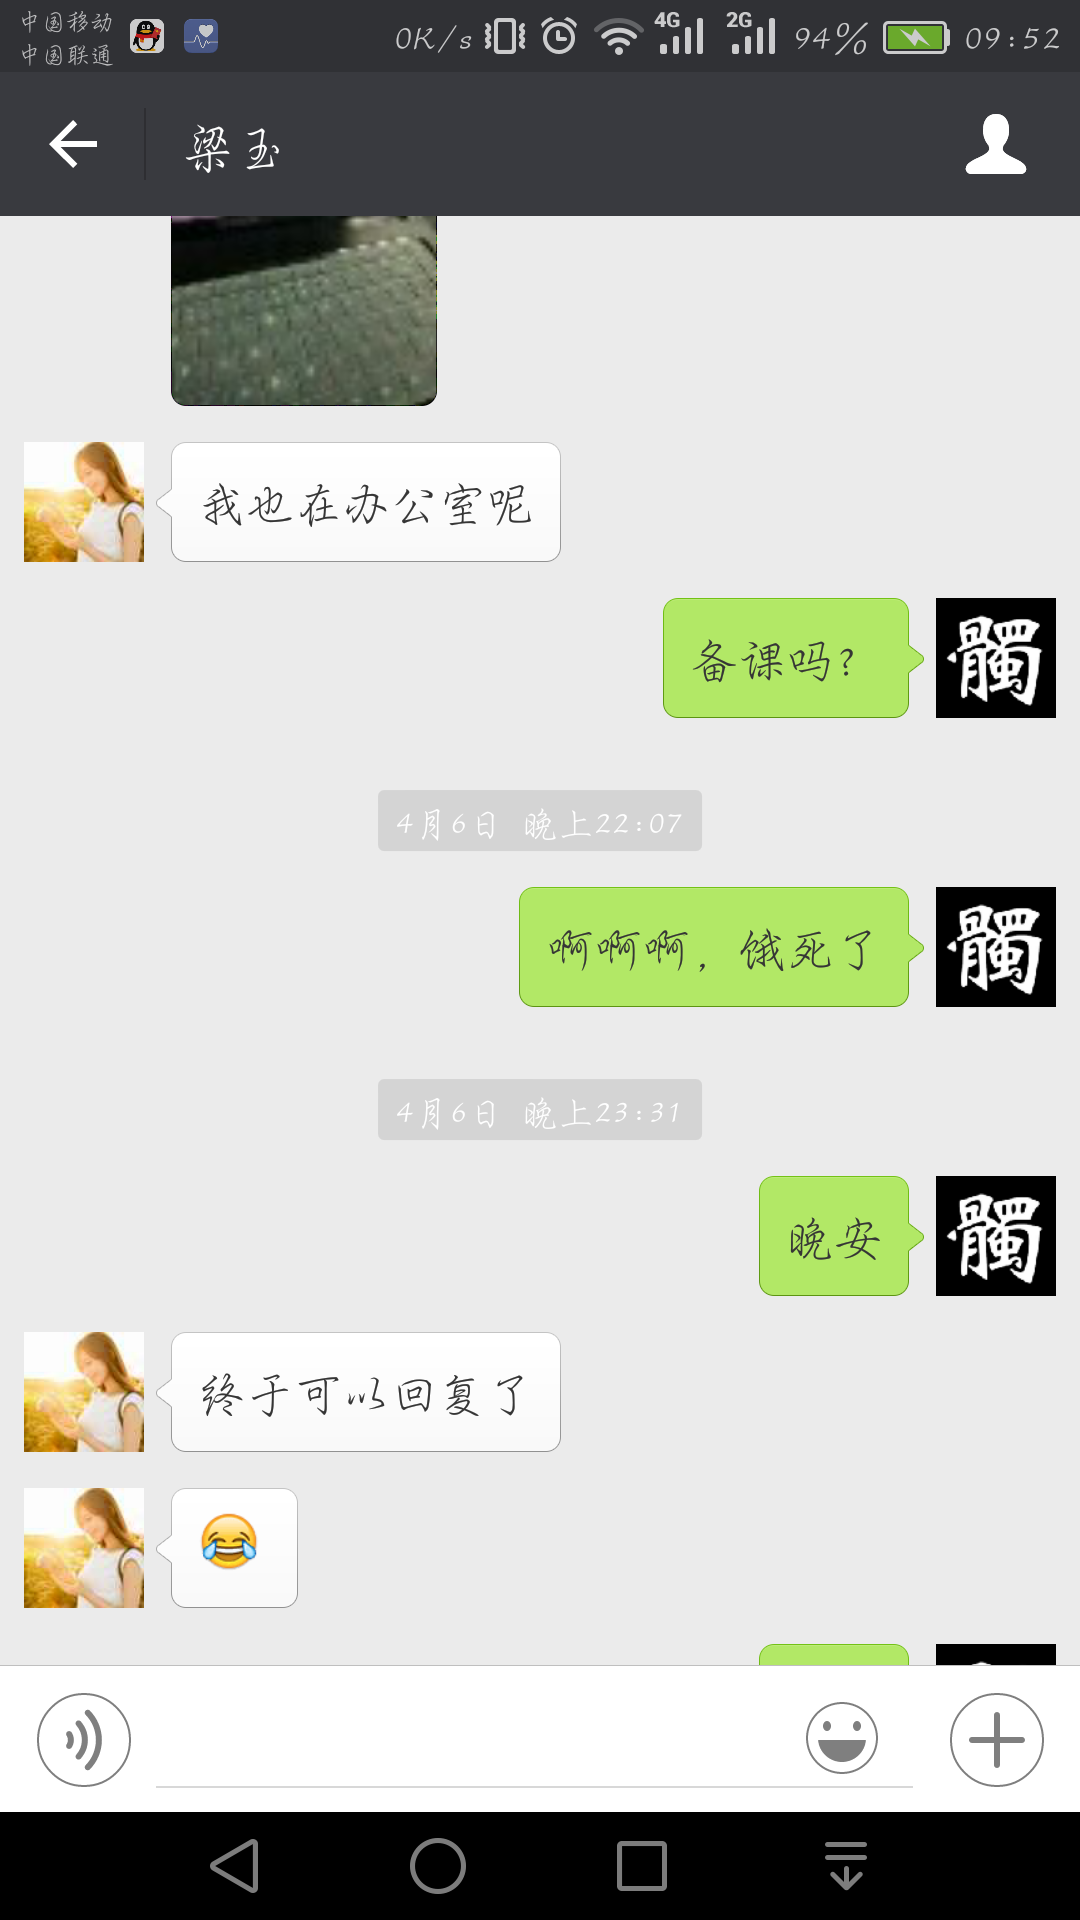 中国移动
中国联通
0K/s
4G
2G
94%
09:52
梁玉
我也在办公室呢
备课吗?
髑
4月6日 晚上22:07
啊啊啊，饿死了
髑
4月6日 晚上23:31
晚安
髑
终于可以回复了